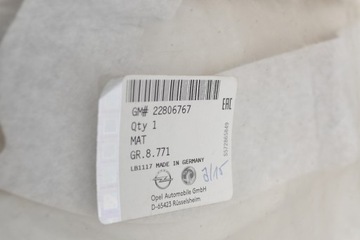 GM# 22806767
Qty 1
MAT
GR.8.771
LB1117 MADE IN GERMANY
Opel Automobile GmbH
D-65423 Rüsselsheim
EAC